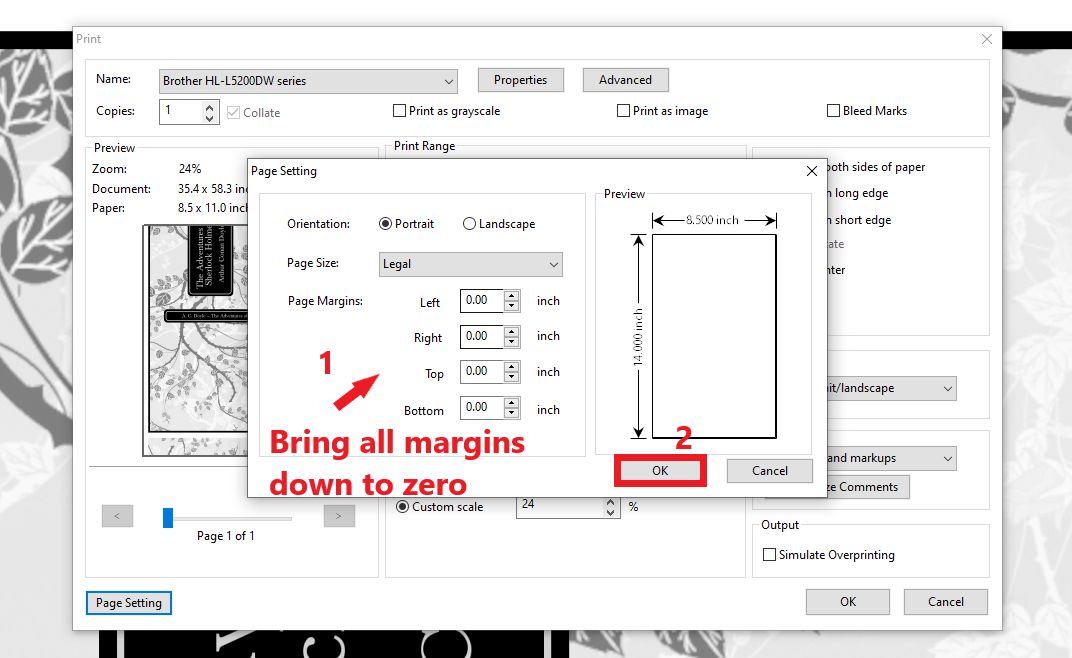 Print
Name:
Brother HL-L5200DW series
Properties
Advanced
Copies:
1
Collate
Print as grayscale
Print as image
Bleed Marks
Preview
Zoom:
24%
Document:
35.4 x 58.3 inc
Paper:
8.5 x 11.0 inch
The Adventures
Sherlock Holmes
Arthur Conan Doyle
A. C. Doyle – The Adventures of
<
>
Page 1 of 1
Page Setting
Print Range
Page Setting
Orientation:
Portrait
Landscape
Page Size:
Legal
Page Margins:
Left
0.00
inch
Right
0.00
inch
Top
0.00
inch
Bottom
0.00
inch
1
Bring all margins
down to zero
Preview
8.500 inch
14.000 inch
2
OK
Cancel
Custom scale
24
%
both sides of paper
n long edge
n short edge
ate
nter
it/landscape
and markups
ze Comments
Output
Simulate Overprinting
OK
Cancel